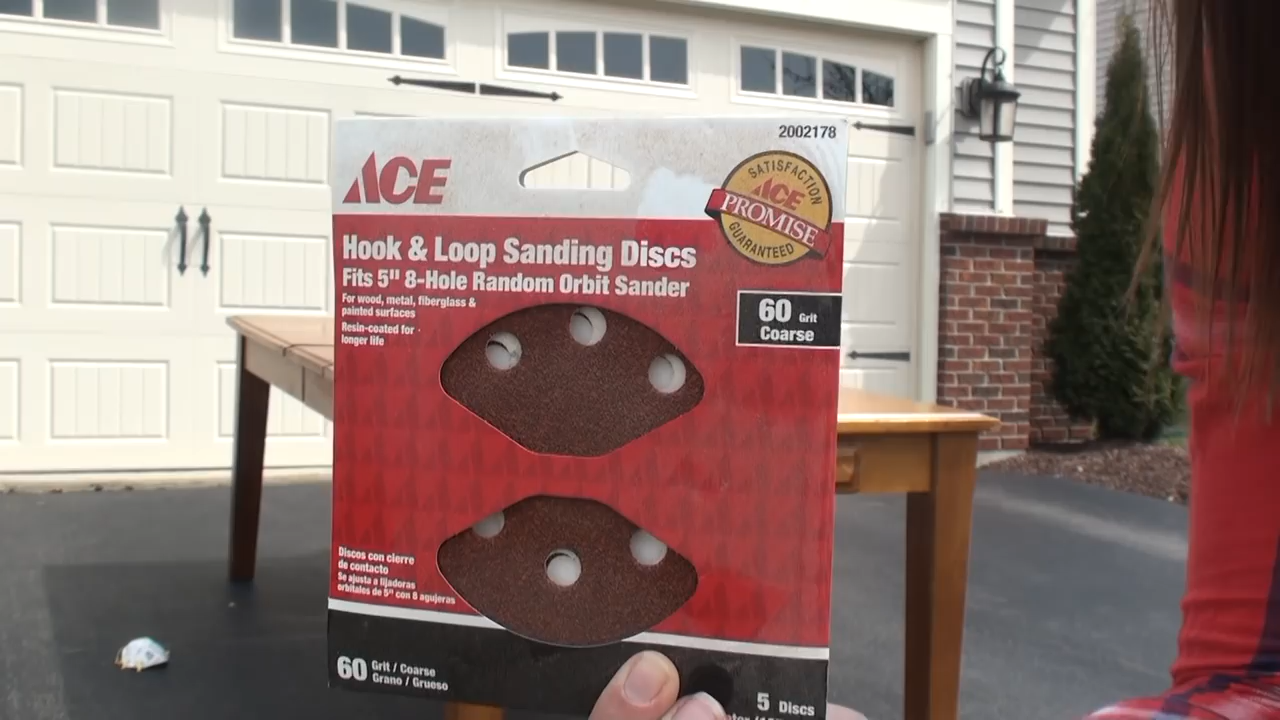 2002178
ACE
SATISFACTION
ACE
PROMISE
GUARANTEED
Hook & Loop Sanding Discs
Fits 5" 8-Hole Random Orbit Sander
For wood, metal, fiberglass &
painted surfaces
Resin-coated for
longer life
60 Grit
Coarse
Discos con cierre
de contacto
Se ajusta a lijadoras
orbitales de 5" con 8 agujeras
60 Grit / Coarse
Grano / Grueso
5 Discs